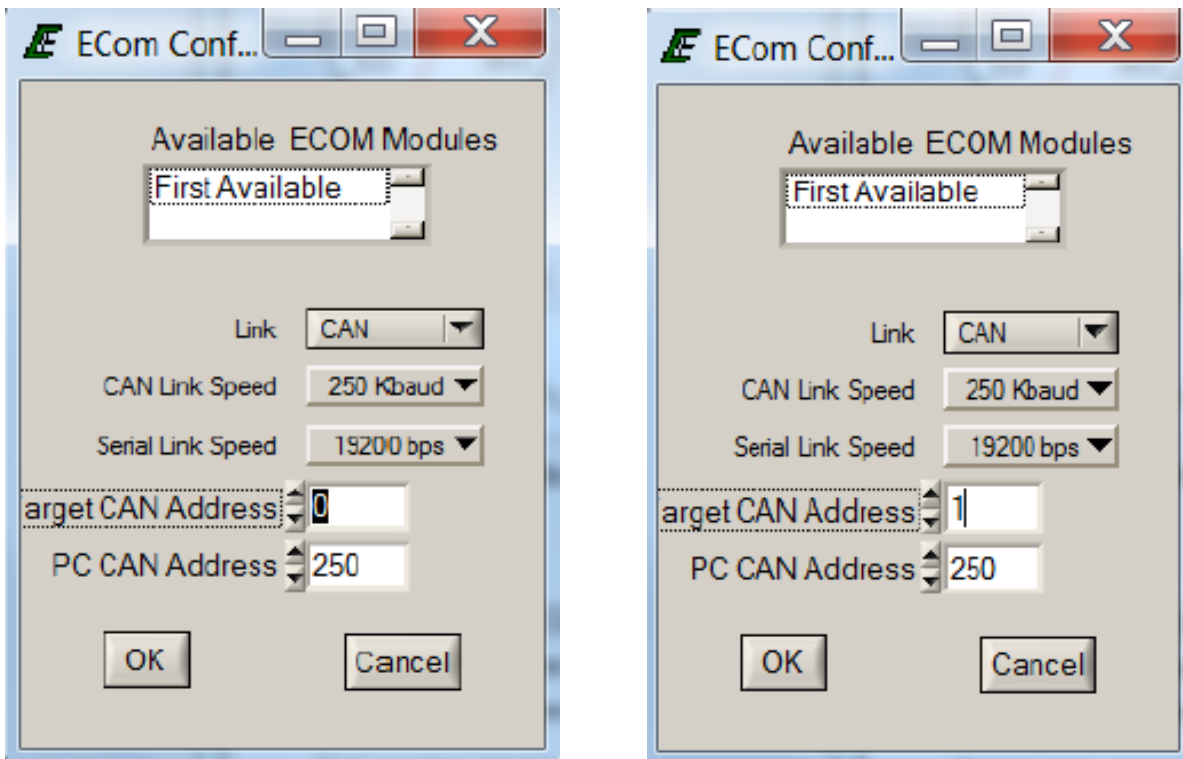 ECom Conf...
Available ECOM Modules
First Available
Link CAN
CAN Link Speed 250 Kbaud
Serial Link Speed 19200 bps
arget CAN Address 0
PC CAN Address 250
OK Cancel
ECom Conf...
Available ECOM Modules
First Available
Link CAN
CAN Link Speed 250 Kbaud
Serial Link Speed 19200 bps
arget CAN Address 1
PC CAN Address 250
OK Cancel